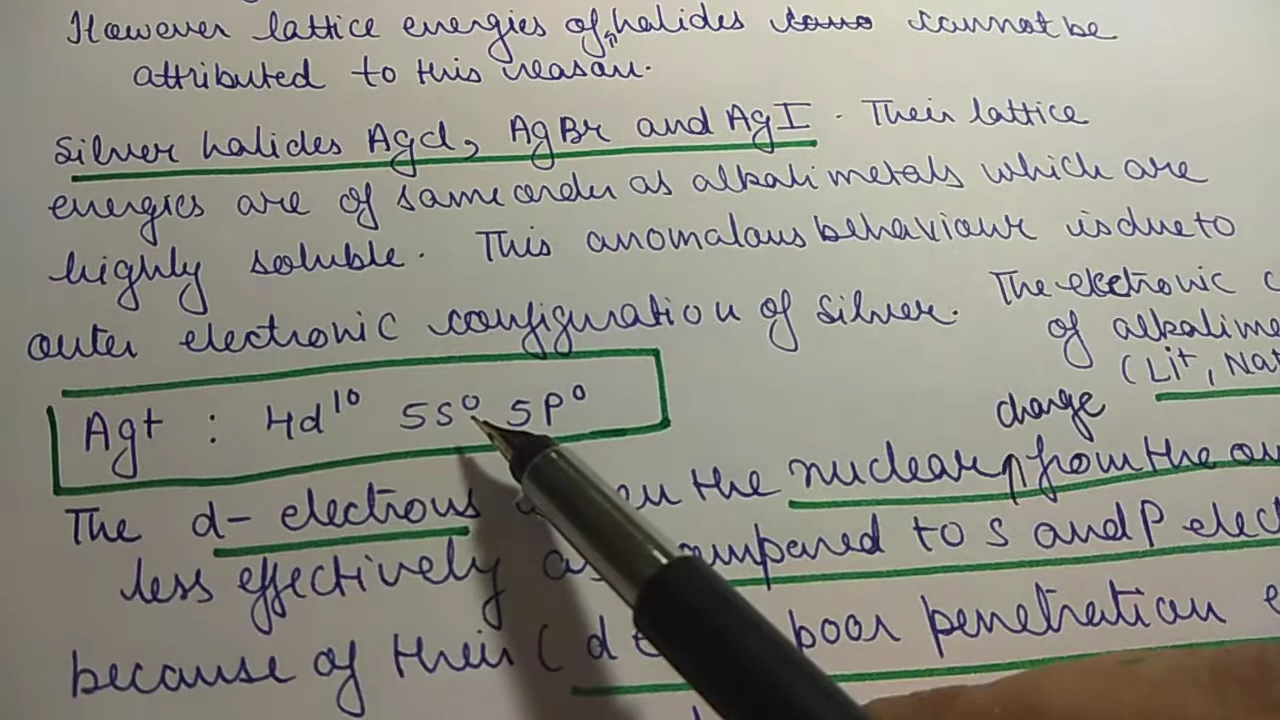 However lattice energies of halides cannot be
attributed to this reason.
Silver halides AgCl, AgBr and AgI. Their lattice
energies are of same order as alkali metals which are
highly soluble. This anomalous behaviour is due to
outer electronic configuration of silver. The electronic
of alkali
(Li+, Na+
Ag+ : 4d¹⁰ 5s⁰ 5p⁰
charge
The d- electrons the nuclear from the
less effectively compared to s and p
because of their (d poor penetration